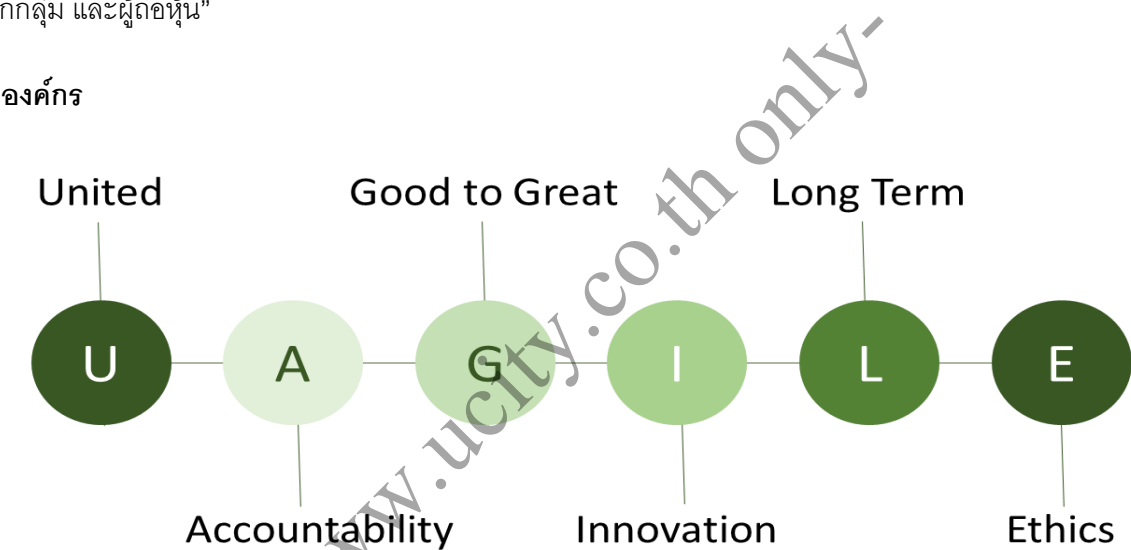 กกลุ่ม และผู้ถือหุ้น”
องค์กร
United Good to Great Long Term
U A G I L E
Accountability Innovation Ethics
www.ucity.co.th only-